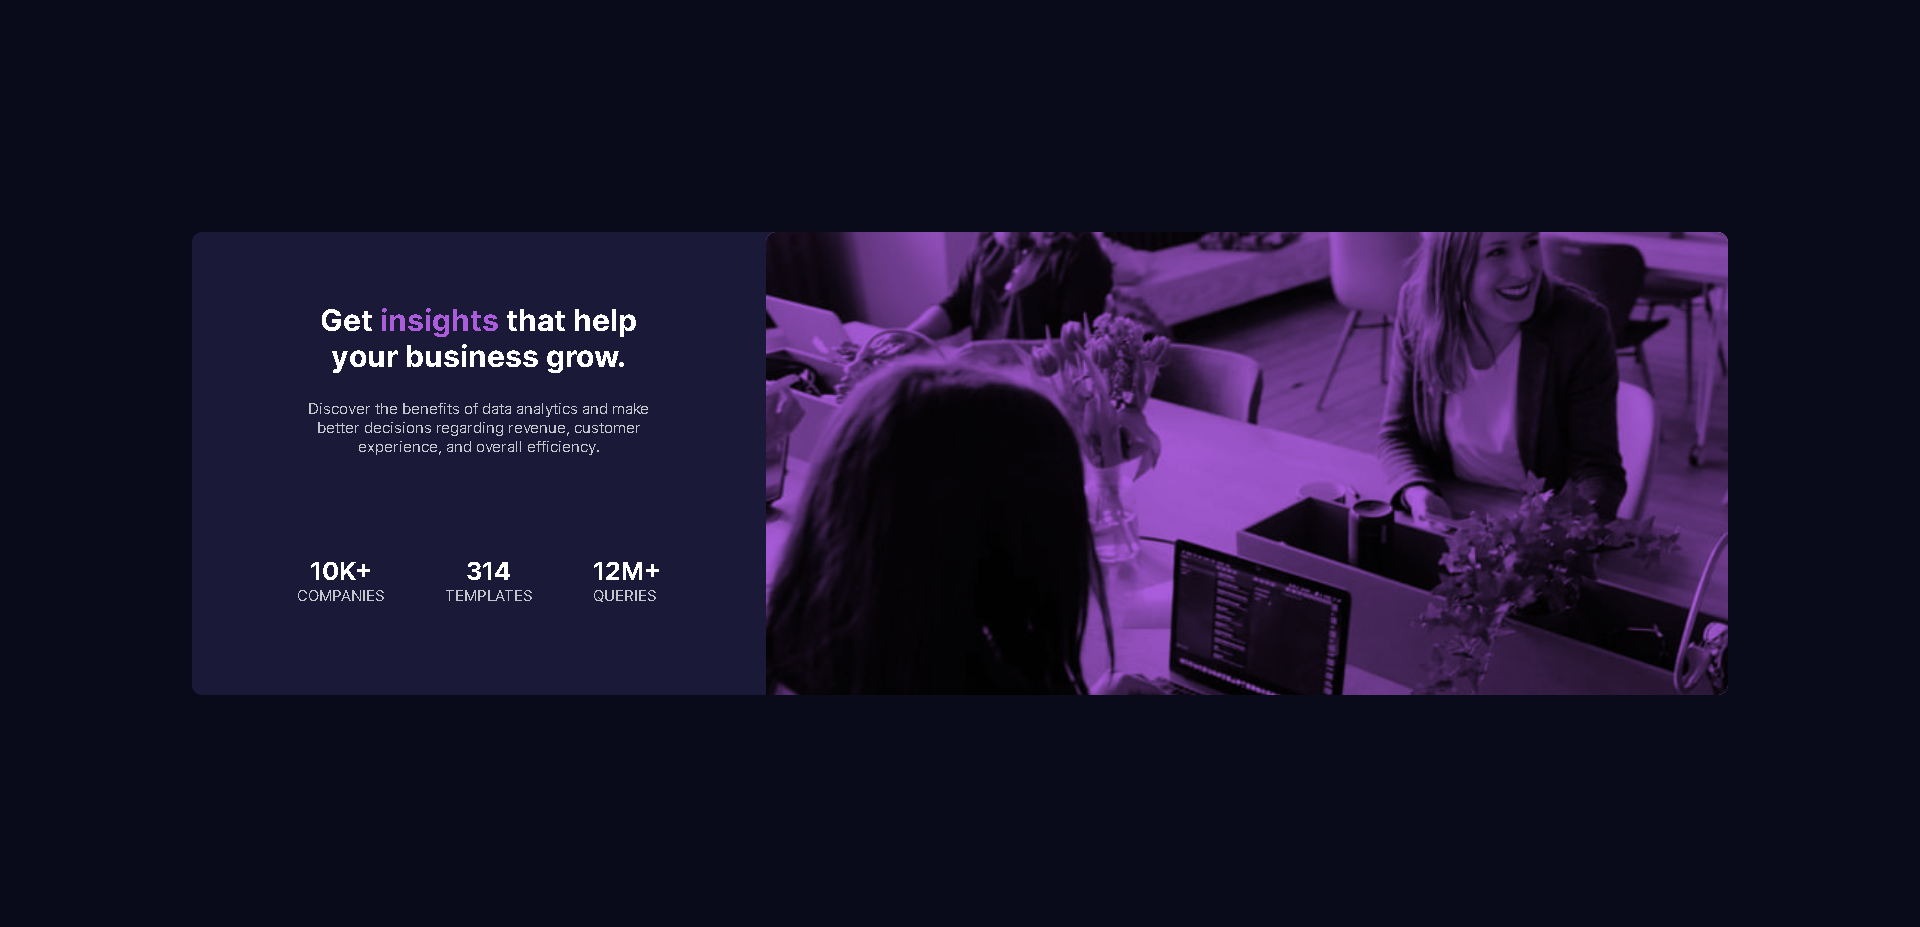 Get insights that help
your business grow.
Discover the benefits of data analytics and make
better decisions regarding revenue, customer
experience, and overall efficiency.
10K+ 314 12M+
COMPANIES TEMPLATES QUERIES